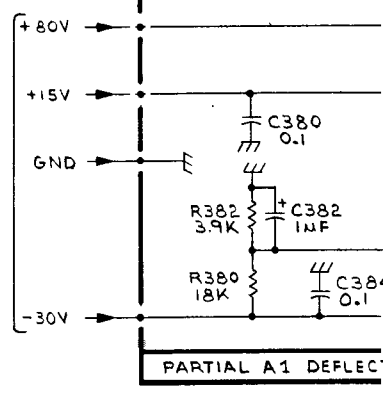 +80V
+15V
C380
0.1
GND
R382
3.9K
+
C382
1NF
R380
18K
C384
0.1
-30V
PARTIAL A1 DEFLECT